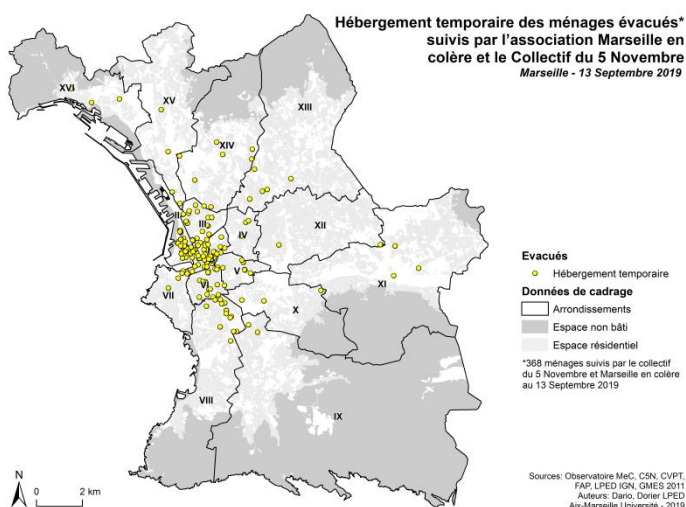 Hébergement temporaire des ménages évacués*
suivis par l'association Marseille en
colère et le Collectif du 5 Novembre
Marseille - 13 Septembre 2019
XVI
XV
XIII
XIV
XII
II
III
IV
V
XI
VI
VII
X
VIII
IX
Evacués
Hébergement temporaire
Données de cadrage
Arrondissements
Espace non bâti
Espace résidentiel
*368 ménages suivis par le collectif
du 5 Novembre et Marseille en colère
au 13 Septembre 2019
N
0 2 km
Sources: Observatoire MeC, C5N, CVPT,
FAP, LPED IGN, GMES 2011
Auteurs: Dario, Dorier LPED
Aix-Marseille Université - 2019